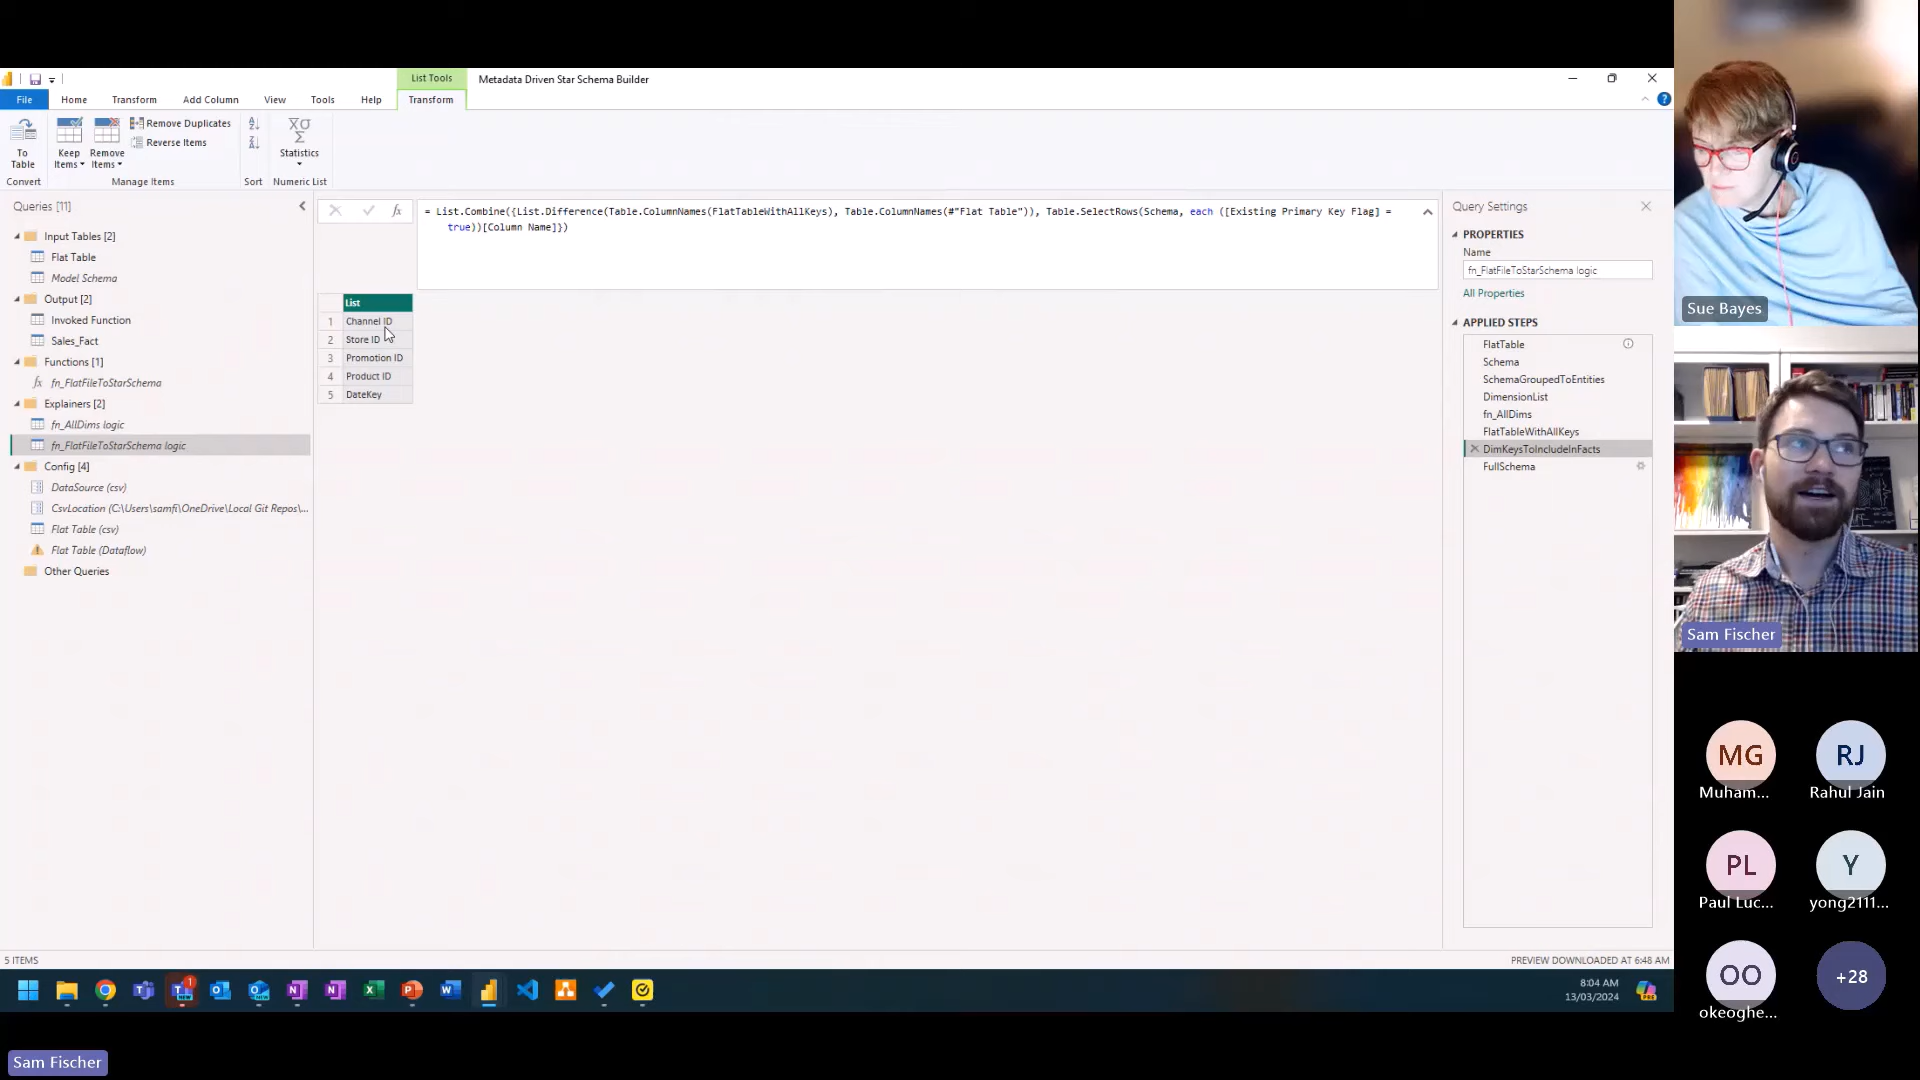 List Tools
Metadata Driven Star Schema Builder
File
Home
Transform
Add Column
View
Tools
Help
Transform
To Table
Keep Items
Remove Items
Remove Duplicates
Reverse Items
Statistics
Convert
Manage Items
Sort
Numeric List
Queries [11]
Input Tables [2]
Flat Table
Model Schema
Output [2]
Invoked Function
Sales_Fact
Functions [1]
fx fn_FlatFileToStarSchema
Explainers [2]
fn_AllDims logic
fn_FlatFileToStarSchema logic
Config [4]
DataSource (csv)
CsvLocation (C:\Users\samfi\OneDrive\Local Git Repos\...
Flat Table (csv)
Flat Table (Dataflow)
Other Queries
fx
= List.Combine({List.Difference(Table.ColumnNames(FlatTableWithAllKeys), Table.ColumnNames(#"Flat Table")), Table.SelectRows(Schema, each ([Existing Primary Key Flag] =
true))[Column Name]})
List
1 Channel ID
2 Store ID
3 Promotion ID
4 Product ID
5 DateKey
Query Settings
PROPERTIES
Name
fn_FlatFileToStarSchema logic
All Properties
APPLIED STEPS
FlatTable
Schema
SchemaGroupedToEntities
DimensionList
fn_AllDims
FlatTableWithAllKeys
DimKeysToIncludeInFacts
FullSchema
5 ITEMS
PREVIEW DOWNLOADED AT 6:48 AM
8:04 AM
13/03/2024
Sue Bayes
Sam Fischer
MG
Muham...
RJ
Rahul Jain
PL
Paul Luc...
Y
yong2111...
OO
okeoghe...
+28
Sam Fischer